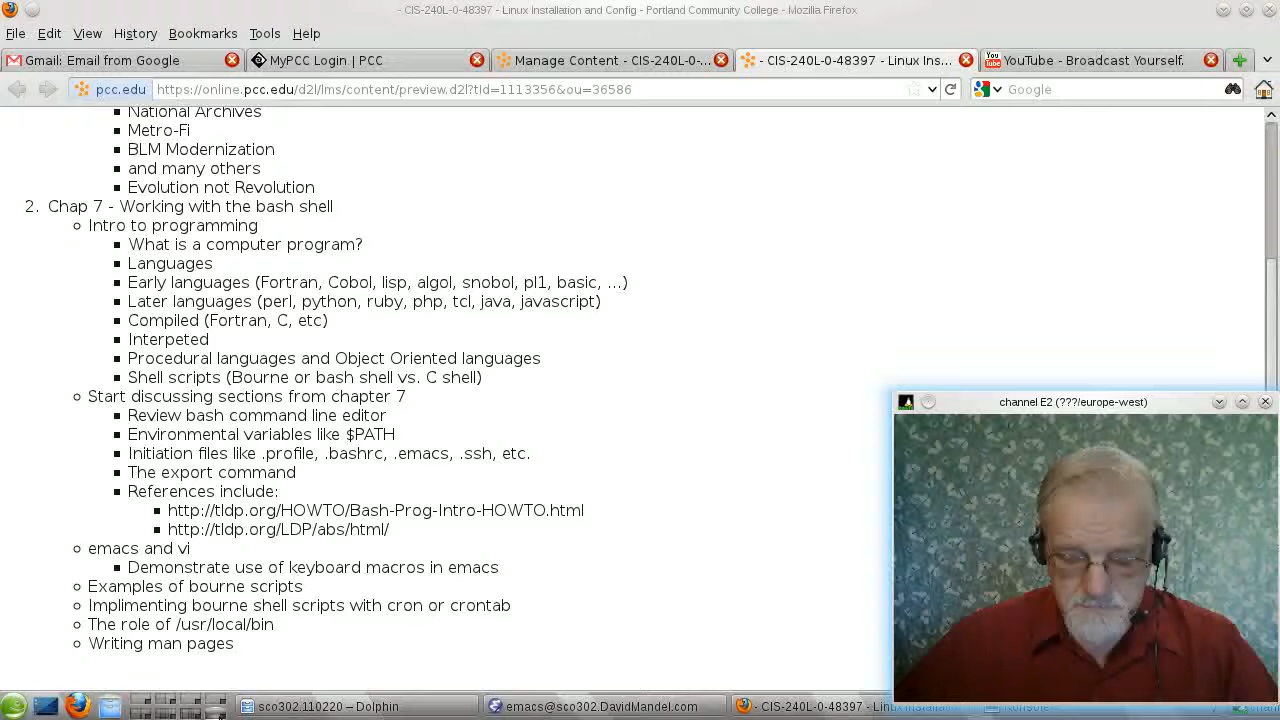 - CIS-240L-0-48397 - Linux Installation and Config - Portland Community College - Mozilla Firefox
File Edit View History Bookmarks Tools Help
Gmail: Email from Google
MyPCC Login | PCC
Manage Content - CIS-240L-0-...
- CIS-240L-0-48397 - Linux Ins...
YouTube - Broadcast Yourself.
pcc.edu https://online.pcc.edu/d2l/lms/content/preview.d2l?tid=1113359&ou=36586
Google
National Archives
Metro-Fi
BLM Modernization
and many others
Evolution not Revolution
2. Chap 7 - Working with the bash shell
Intro to programming
What is a computer program?
Languages
Early languages (Fortran, Cobol, lisp, algol, snobol, pl1, basic, ...)
Later languages (perl, python, ruby, php, tcl, java, javascript)
Compiled (Fortran, C, etc)
Interpeted
Procedural languages and Object Oriented languages
Shell scripts (Bourne or bash shell vs. C shell)
Start discussing sections from chapter 7
Review bash command line editor
Environmental variables like $PATH
Initiation files like .profile, .bashrc, .emacs, .ssh, etc.
The export command
References include:
http://tldp.org/HOWTO/Bash-Prog-Intro-HOWTO.html
http://tldp.org/LDP/abs/html/
emacs and vi
Demonstrate use of keyboard macros in emacs
Examples of bourne scripts
Implimenting bourne shell scripts with cron or crontab
The role of /usr/local/bin
Writing man pages
channel E2 (???/europe-west)
sco302.110220 – Dolphin
- CIS-240L-0-48397 - Linux Installatio
Konsole